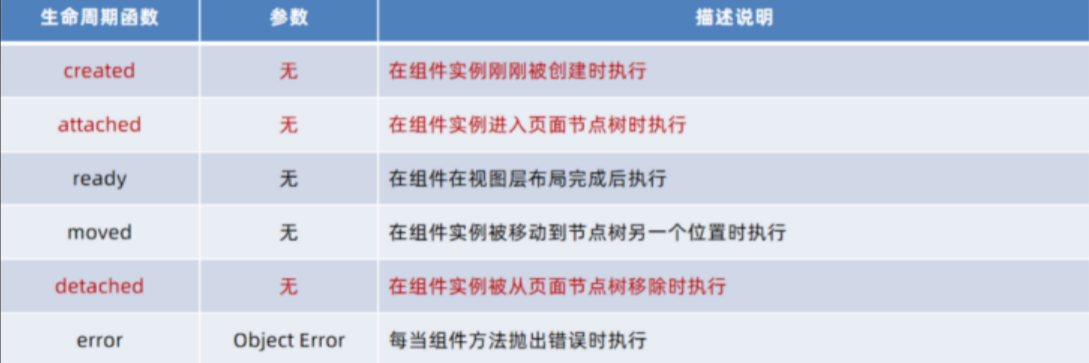 生命周期函数 参数 描述说明
created 无 在组件实例刚刚被创建时执行
attached 无 在组件实例进入页面节点树时执行
ready 无 在组件在视图层布局完成后执行
moved 无 在组件实例被移动到节点树另一个位置时执行
detached 无 在组件实例被从页面节点树移除时执行
error Object Error 每当组件方法抛出错误时执行